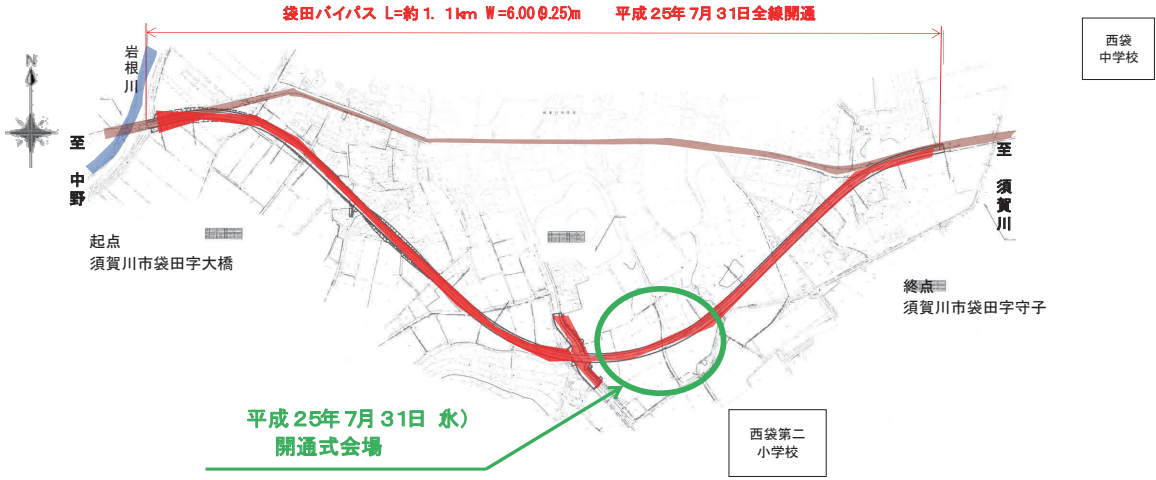 袋田バイパス L=約1.1km W=6.00(9.25)m 平成25年7月31日全線開通
西袋
中学校
岩根川
N
至 中野
至 須賀川
起点
須賀川市袋田字大橋
終点
須賀川市袋田字守子
平成25年7月31日 水)
開通式会場
西袋第二
小学校